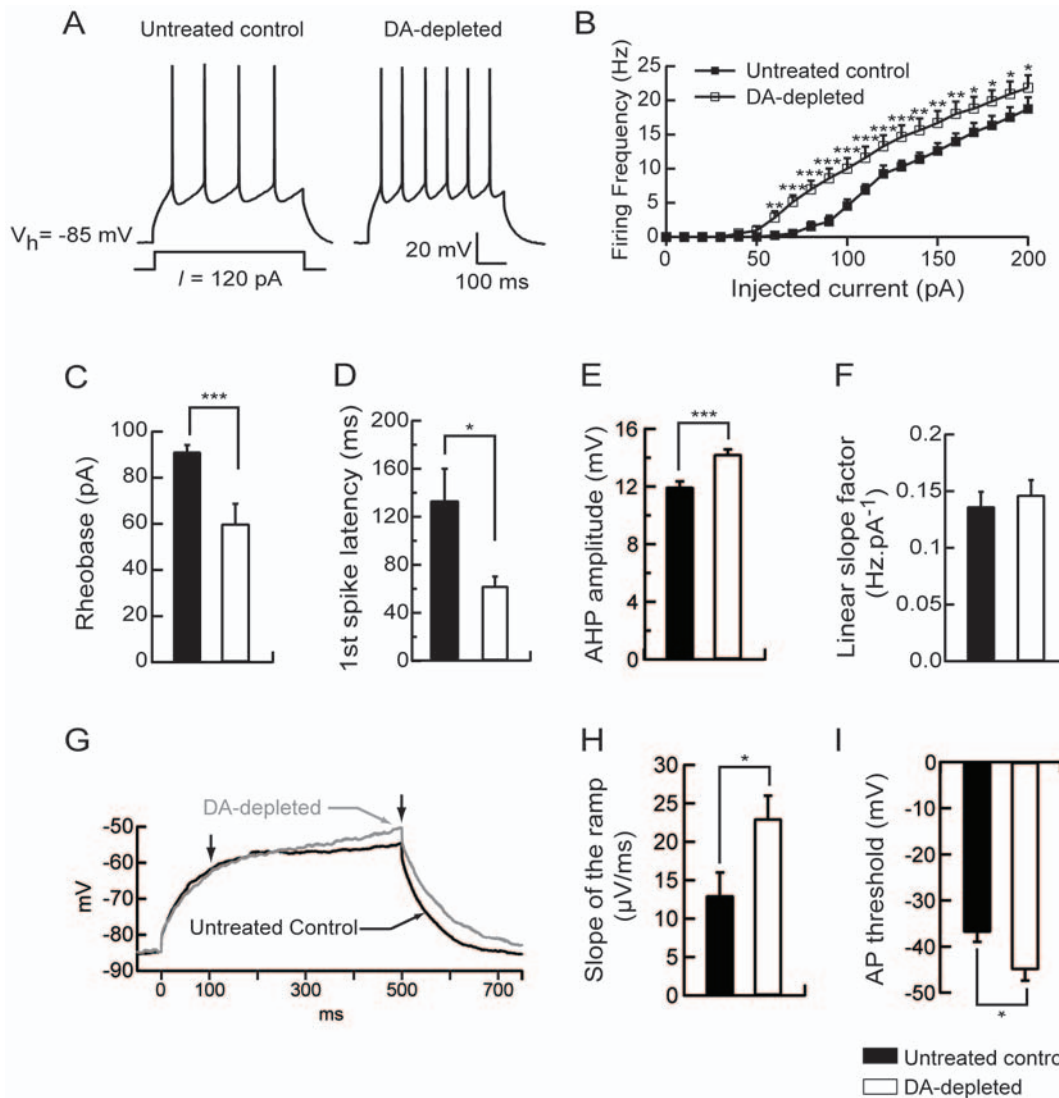 A
Untreated control
DA-depleted
V_h = -85 mV
I = 120 pA
20 mV
100 ms
B
Firing Frequency (Hz)
25
20
15
10
5
0
Untreated control
DA-depleted
** *** *** *** *** *** *** *** ** ** ** * * * *
0 50 100 150 200
Injected current (pA)
C
***
Rheobase (pA)
100
80
60
40
20
0
D
*
1st spike latency (ms)
200
160
120
80
40
0
E
***
AHP amplitude (mV)
16
12
8
4
0
F
Linear slope factor
(Hz.pA⁻¹)
0.2
0.15
0.1
0.05
0.0
G
DA-depleted
Untreated Control
mV
-50
-60
-70
-80
-90
0 100 300 500 700
ms
H
*
Slope of the ramp
(µV/ms)
30
25
20
15
10
5
0
I
AP threshold (mV)
0
-10
-20
-30
-40
-50
*
Untreated contro
DA-depleted